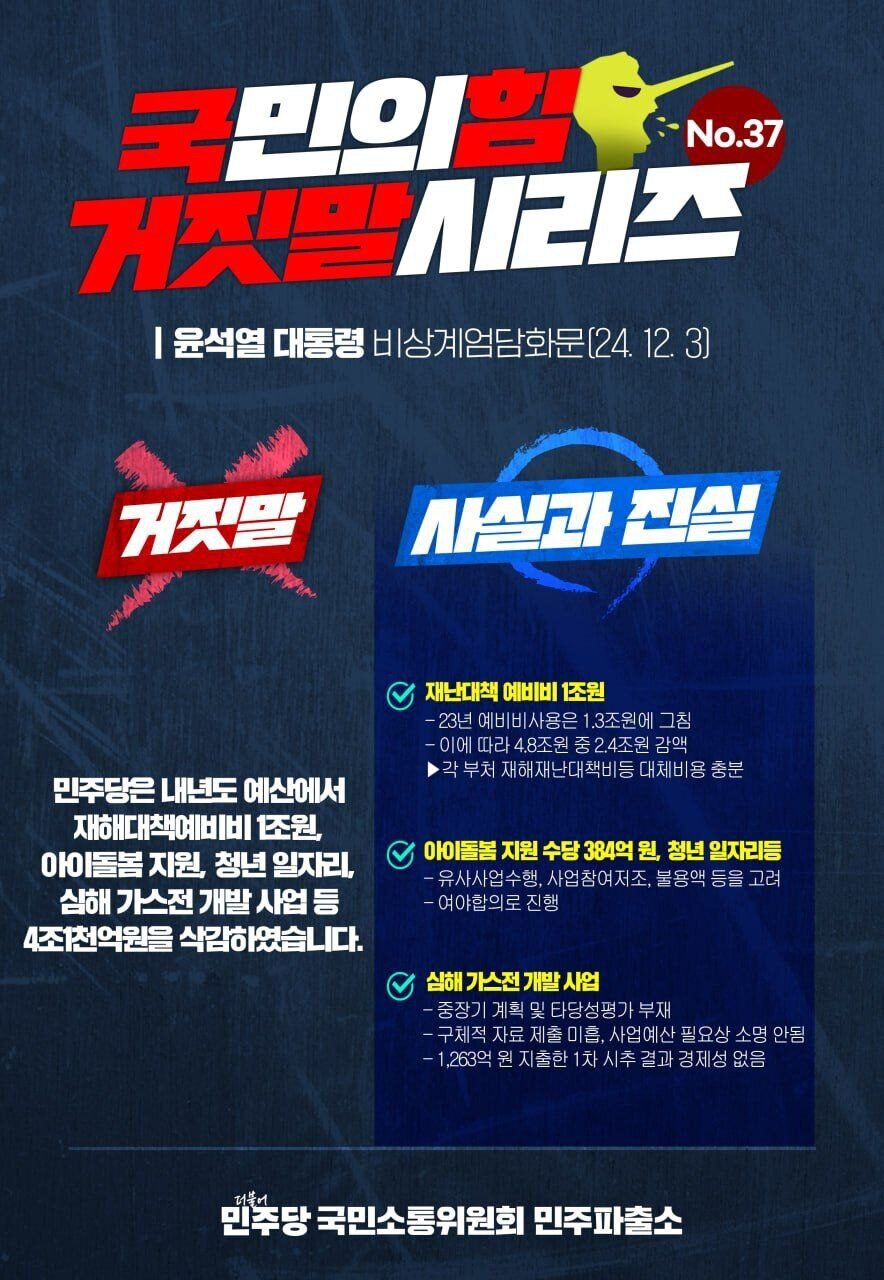 국민의힘
거짓말시리즈
No.37
| 윤석열 대통령 비상계엄담화문(24. 12. 3)
거짓말
민주당은 내년도 예산에서
재해대책예비비 1조원,
아이돌봄 지원, 청년 일자리,
심해 가스전 개발 사업 등
4조1천억원을 삭감하였습니다.
사실과 진실
재난대책 예비비 1조원
– 23년 예비비사용은 1.3조원에 그침
– 이에 따라 4.8조원 중 2.4조원 감액
▶각 부처 재해재난대책비등 대체비용 충분
아이돌봄 지원 수당 384억 원, 청년 일자리등
– 유사사업수행, 사업참여저조, 불용액 등을 고려
– 여야합의로 진행
심해 가스전 개발 사업
– 중장기 계획 및 타당성평가 부재
– 구체적 자료 제출 미흡, 사업예산 필요상 소명 안됨
– 1,263억 원 지출한 1차 시추 결과 경제성 없음
더불어
민주당 국민소통위원회 민주파출소